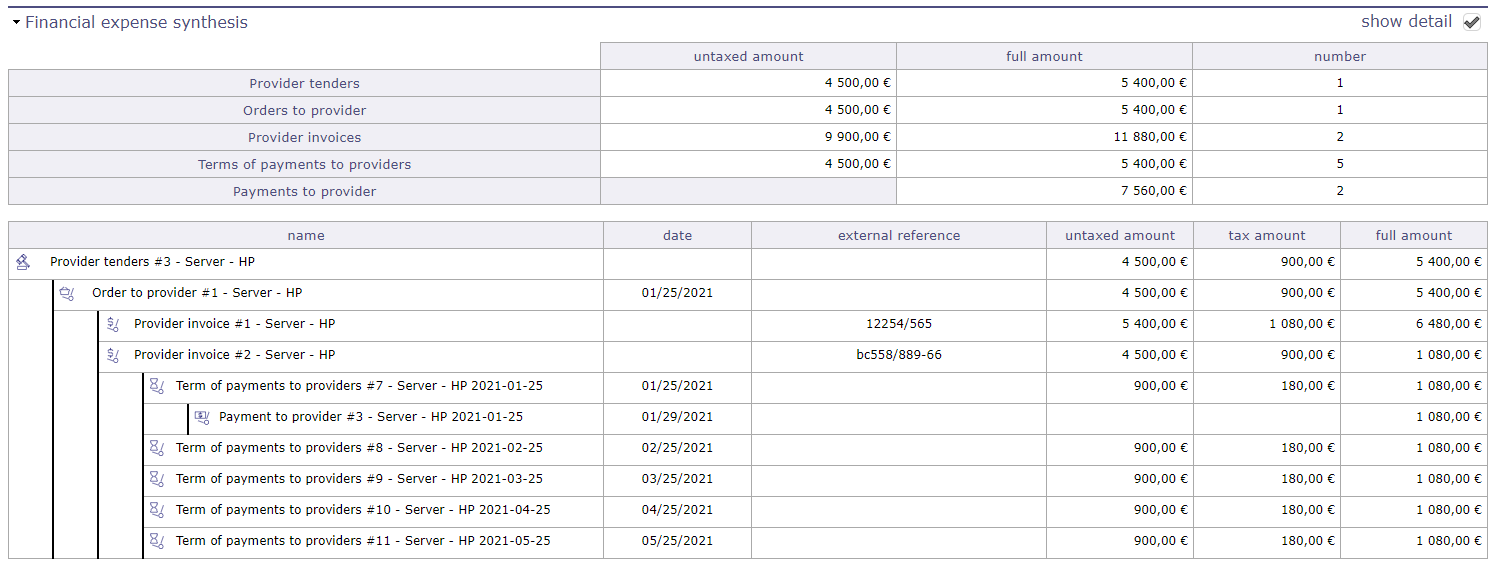 Financial expense synthesis show detail
untaxed amount full amount number
Provider tenders 4 500,00 € 5 400,00 € 1
Orders to provider 4 500,00 € 5 400,00 € 1
Provider invoices 9 900,00 € 11 880,00 € 2
Terms of payments to providers 4 500,00 € 5 400,00 € 5
Payments to provider 7 560,00 € 2
name date external reference untaxed amount tax amount full amount
Provider tenders #3 - Server - HP 4 500,00 € 900,00 € 5 400,00 €
Order to provider #1 - Server - HP 01/25/2021 4 500,00 € 900,00 € 5 400,00 €
Provider invoice #1 - Server - HP 12254/565 5 400,00 € 1 080,00 € 6 480,00 €
Provider invoice #2 - Server - HP bc558/889-66 4 500,00 € 900,00 € 1 080,00 €
Term of payments to providers #7 - Server - HP 2021-01-25 01/25/2021 900,00 € 180,00 € 1 080,00 €
Payment to provider #3 - Server - HP 2021-01-25 01/29/2021 1 080,00 €
Term of payments to providers #8 - Server - HP 2021-02-25 02/25/2021 900,00 € 180,00 € 1 080,00 €
Term of payments to providers #9 - Server - HP 2021-03-25 03/25/2021 900,00 € 180,00 € 1 080,00 €
Term of payments to providers #10 - Server - HP 2021-04-25 04/25/2021 900,00 € 180,00 € 1 080,00 €
Term of payments to providers #11 - Server - HP 2021-05-25 05/25/2021 900,00 € 180,00 € 1 080,00 €